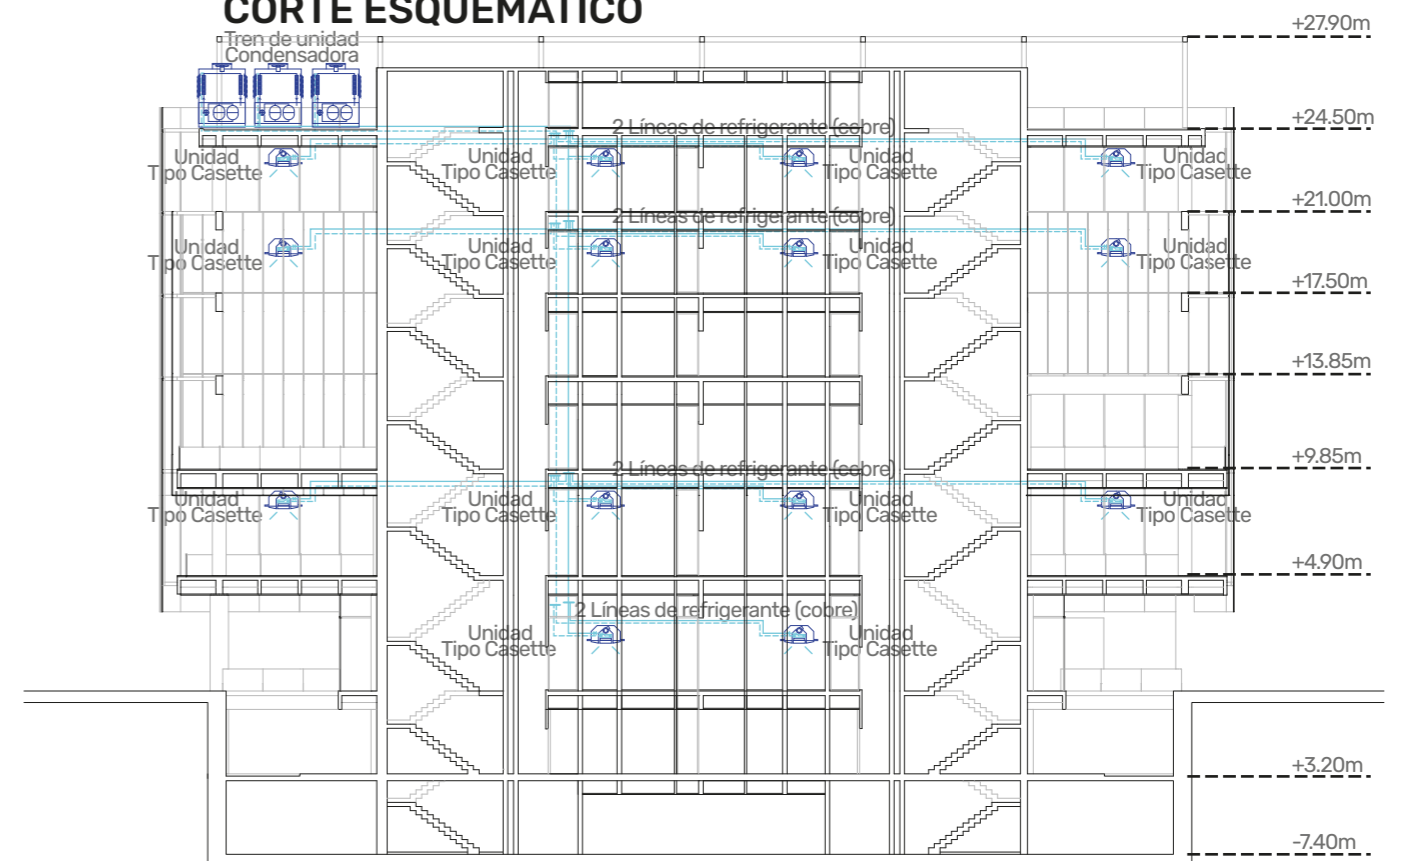 CORTE ESQUEMÁTICO
+27.90m
Tren de unidad
Condensadora
+24.50m
2 Líneas de refrigerante (cobre)
Unidad
Tipo Casette
Unidad
Tipo Casette
Unidad
Tipo Casette
Unidad
Tipo Casette
+21.00m
2 Líneas de refrigerante (cobre)
Unidad
Tipo Casette
Unidad
Tipo Casette
Unidad
Tipo Casette
Unidad
Tipo Casette
+17.50m
+13.85m
+9.85m
2 Líneas de refrigerante (cobre)
Unidad
Tipo Casette
Unidad
Tipo Casette
Unidad
Tipo Casette
Unidad
Tipo Casette
+4.90m
2 Líneas de refrigerante (cobre)
Unidad
Tipo Casette
Unidad
Tipo Casette
+3.20m
-7.40m